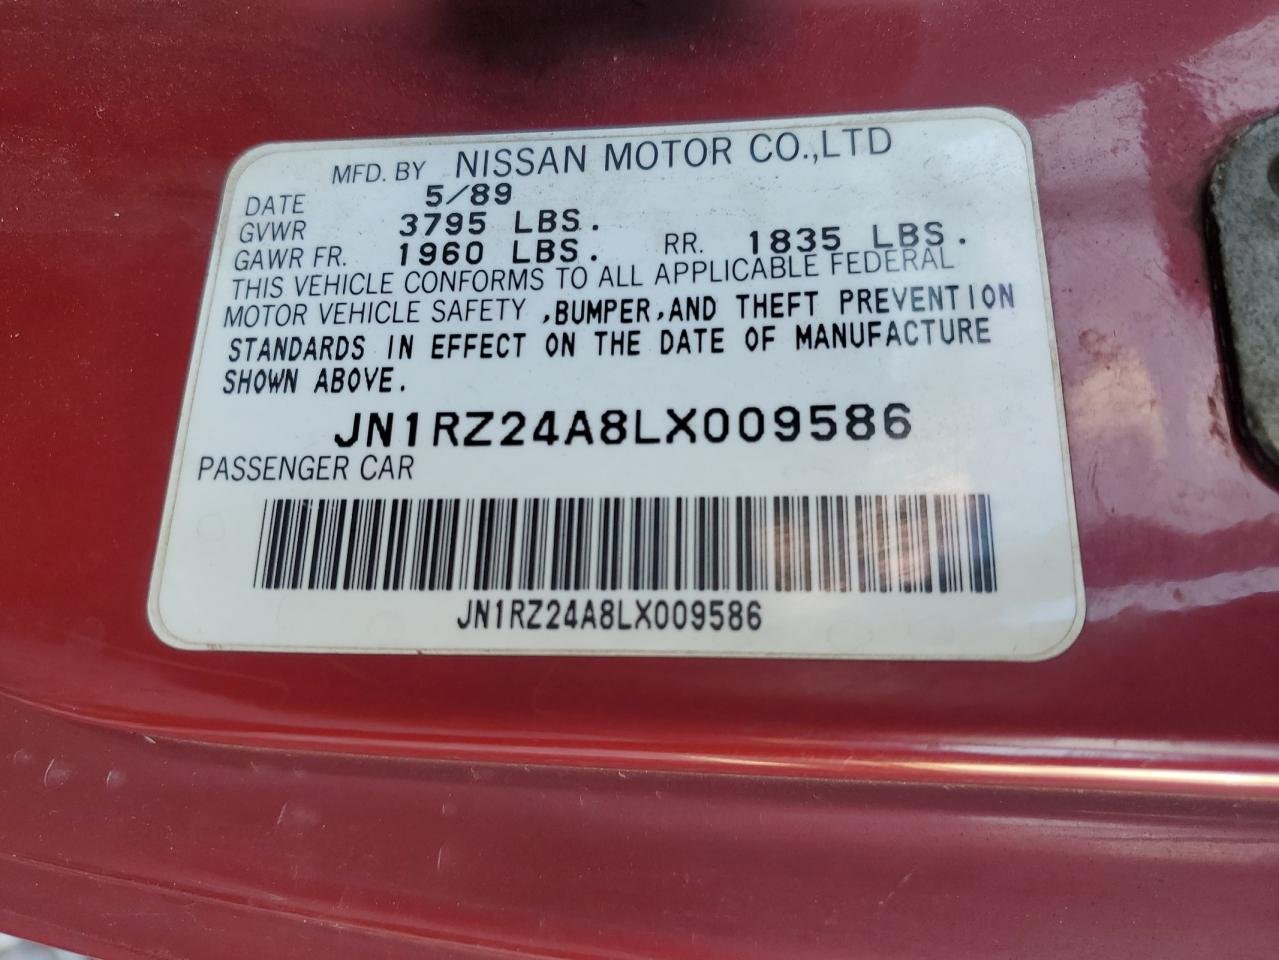 MFD. BY NISSAN MOTOR CO.,LTD
DATE 5/89
GVWR 3795 LBS.
GAWR FR. 1960 LBS. RR. 1835 LBS.
THIS VEHICLE CONFORMS TO ALL APPLICABLE FEDERAL
MOTOR VEHICLE SAFETY ,BUMPER,AND THEFT PREVENTION
STANDARDS IN EFFECT ON THE DATE OF MANUFACTURE
SHOWN ABOVE.
JN1RZ24A8LX009586
PASSENGER CAR
JN1RZ24A8LX009586